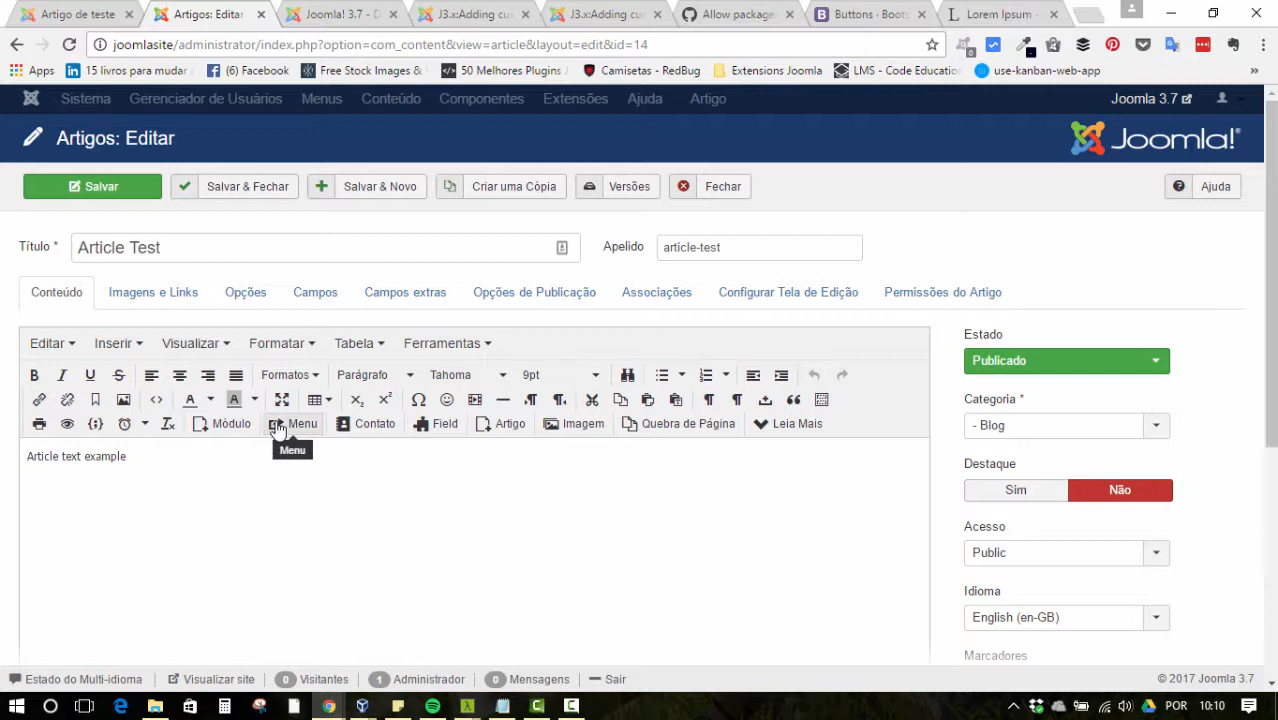 Artigo de teste
Artigos: Editar
Joomla! 3.7 - D
J3.x:Adding cus
J3.x:Adding cus
Allow package
Buttons · Boots
Lorem Ipsum -
joomlasite/administrator/index.php?option=com_content&view=article&layout=edit&id=14
Apps
15 livros para mudar
(6) Facebook
Free Stock Images & V
50 Melhores Plugins J
Camisetas - RedBug
Extensions Joomla
LMS - Code Education
use-kanban-web-app
Sistema Gerenciador de Usuários Menus Conteúdo Componentes Extensões Ajuda Artigo
Joomla 3.7
Artigos: Editar
Joomla!
Salvar
Salvar & Fechar
Salvar & Novo
Criar uma Cópia
Versões
Fechar
Ajuda
Título * Article Test
Apelido article-test
Conteúdo Imagens e Links Opções Campos Campos extras Opções de Publicação Associações Configurar Tela de Edição Permissões do Artigo
Editar Inserir Visualizar Formatar Tabela Ferramentas
Formatos Parágrafo Tahoma 9pt
Módulo Menu Contato Field Artigo Imagem Quebra de Página Leia Mais
Menu
Article text example
Estado
Publicado
Categoria *
- Blog
Destaque
Sim Não
Acesso
Public
Idioma
English (en-GB)
Marcadores
Estado do Multi-idioma
Visualizar site
0 Visitantes
1 Administrador
0 Mensagens
Sair
© 2017 Joomla 3.7
POR 10:10